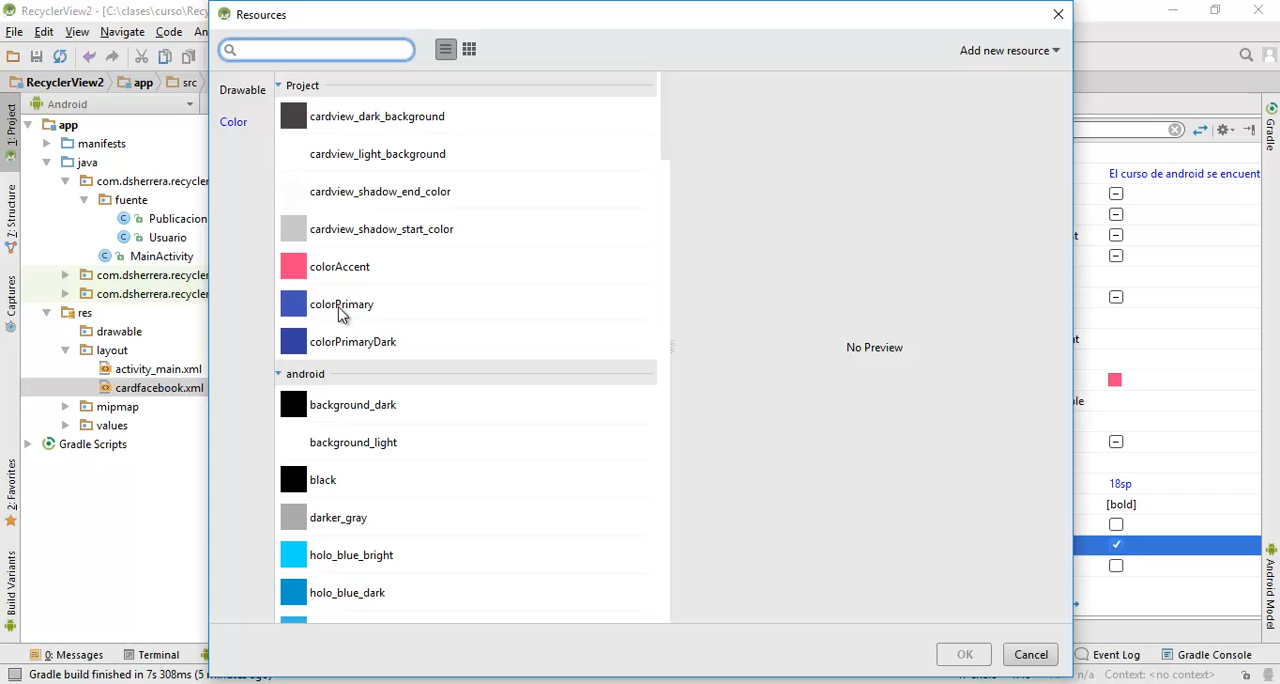 RecyclerView2 - [C:\clases\curso\Recy
Resources
File Edit View Navigate Code An
Add new resource
RecyclerView2 app src
Drawable
Color
Project
cardview_dark_background
cardview_light_background
cardview_shadow_end_color
cardview_shadow_start_color
colorAccent
colorPrimary
colorPrimaryDark
android
background_dark
background_light
black
darker_gray
holo_blue_bright
holo_blue_dark
No Preview
OK
Cancel
Android
app
manifests
java
com.dsherrera.recycler
fuente
Publicacion
Usuario
MainActivity
com.dsherrera.recycler
com.dsherrera.recycler
res
drawable
layout
activity_main.xml
cardfacebook.xml
mipmap
values
Gradle Scripts
1: Project
7: Structure
Captures
2: Favorites
Build Variants
El curso de android se encuent
18sp
[bold]
Gradle
Android Model
0: Messages Terminal
Event Log Gradle Console
Gradle build finished in 7s 308ms (5 minutes ago)
n/a Context: <no context>